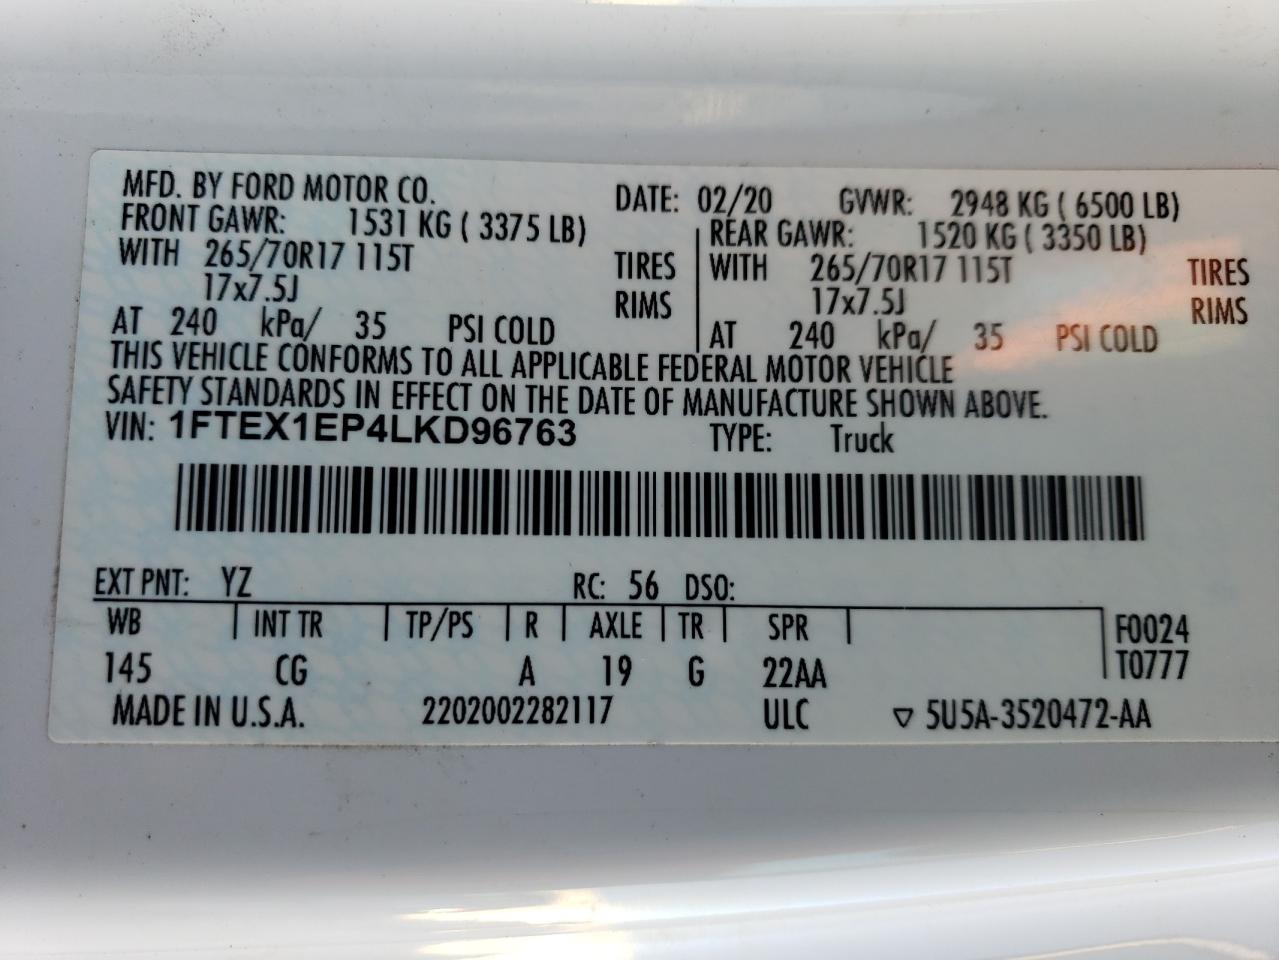 MFD. BY FORD MOTOR CO. DATE: 02/20 GVWR: 2948 KG ( 6500 LB)
FRONT GAWR: 1531 KG ( 3375 LB) REAR GAWR: 1520 KG ( 3350 LB)
WITH 265/70R17 115T TIRES WITH 265/70R17 115T TIRES
17x7.5J RIMS 17x7.5J RIMS
AT 240 kPa/ 35 PSI COLD AT 240 kPa/ 35 PSI COLD
THIS VEHICLE CONFORMS TO ALL APPLICABLE FEDERAL MOTOR VEHICLE
SAFETY STANDARDS IN EFFECT ON THE DATE OF MANUFACTURE SHOWN ABOVE.
VIN: 1FTEX1EP4LKD96763 TYPE: Truck
EXT PNT: YZ RC: 56 DSO:
WB INT TR TP/PS R AXLE TR SPR F0024
145 CG A 19 G 22AA T0777
MADE IN U.S.A. 2202002282117 ULC ▽ 5U5A-3520472-AA